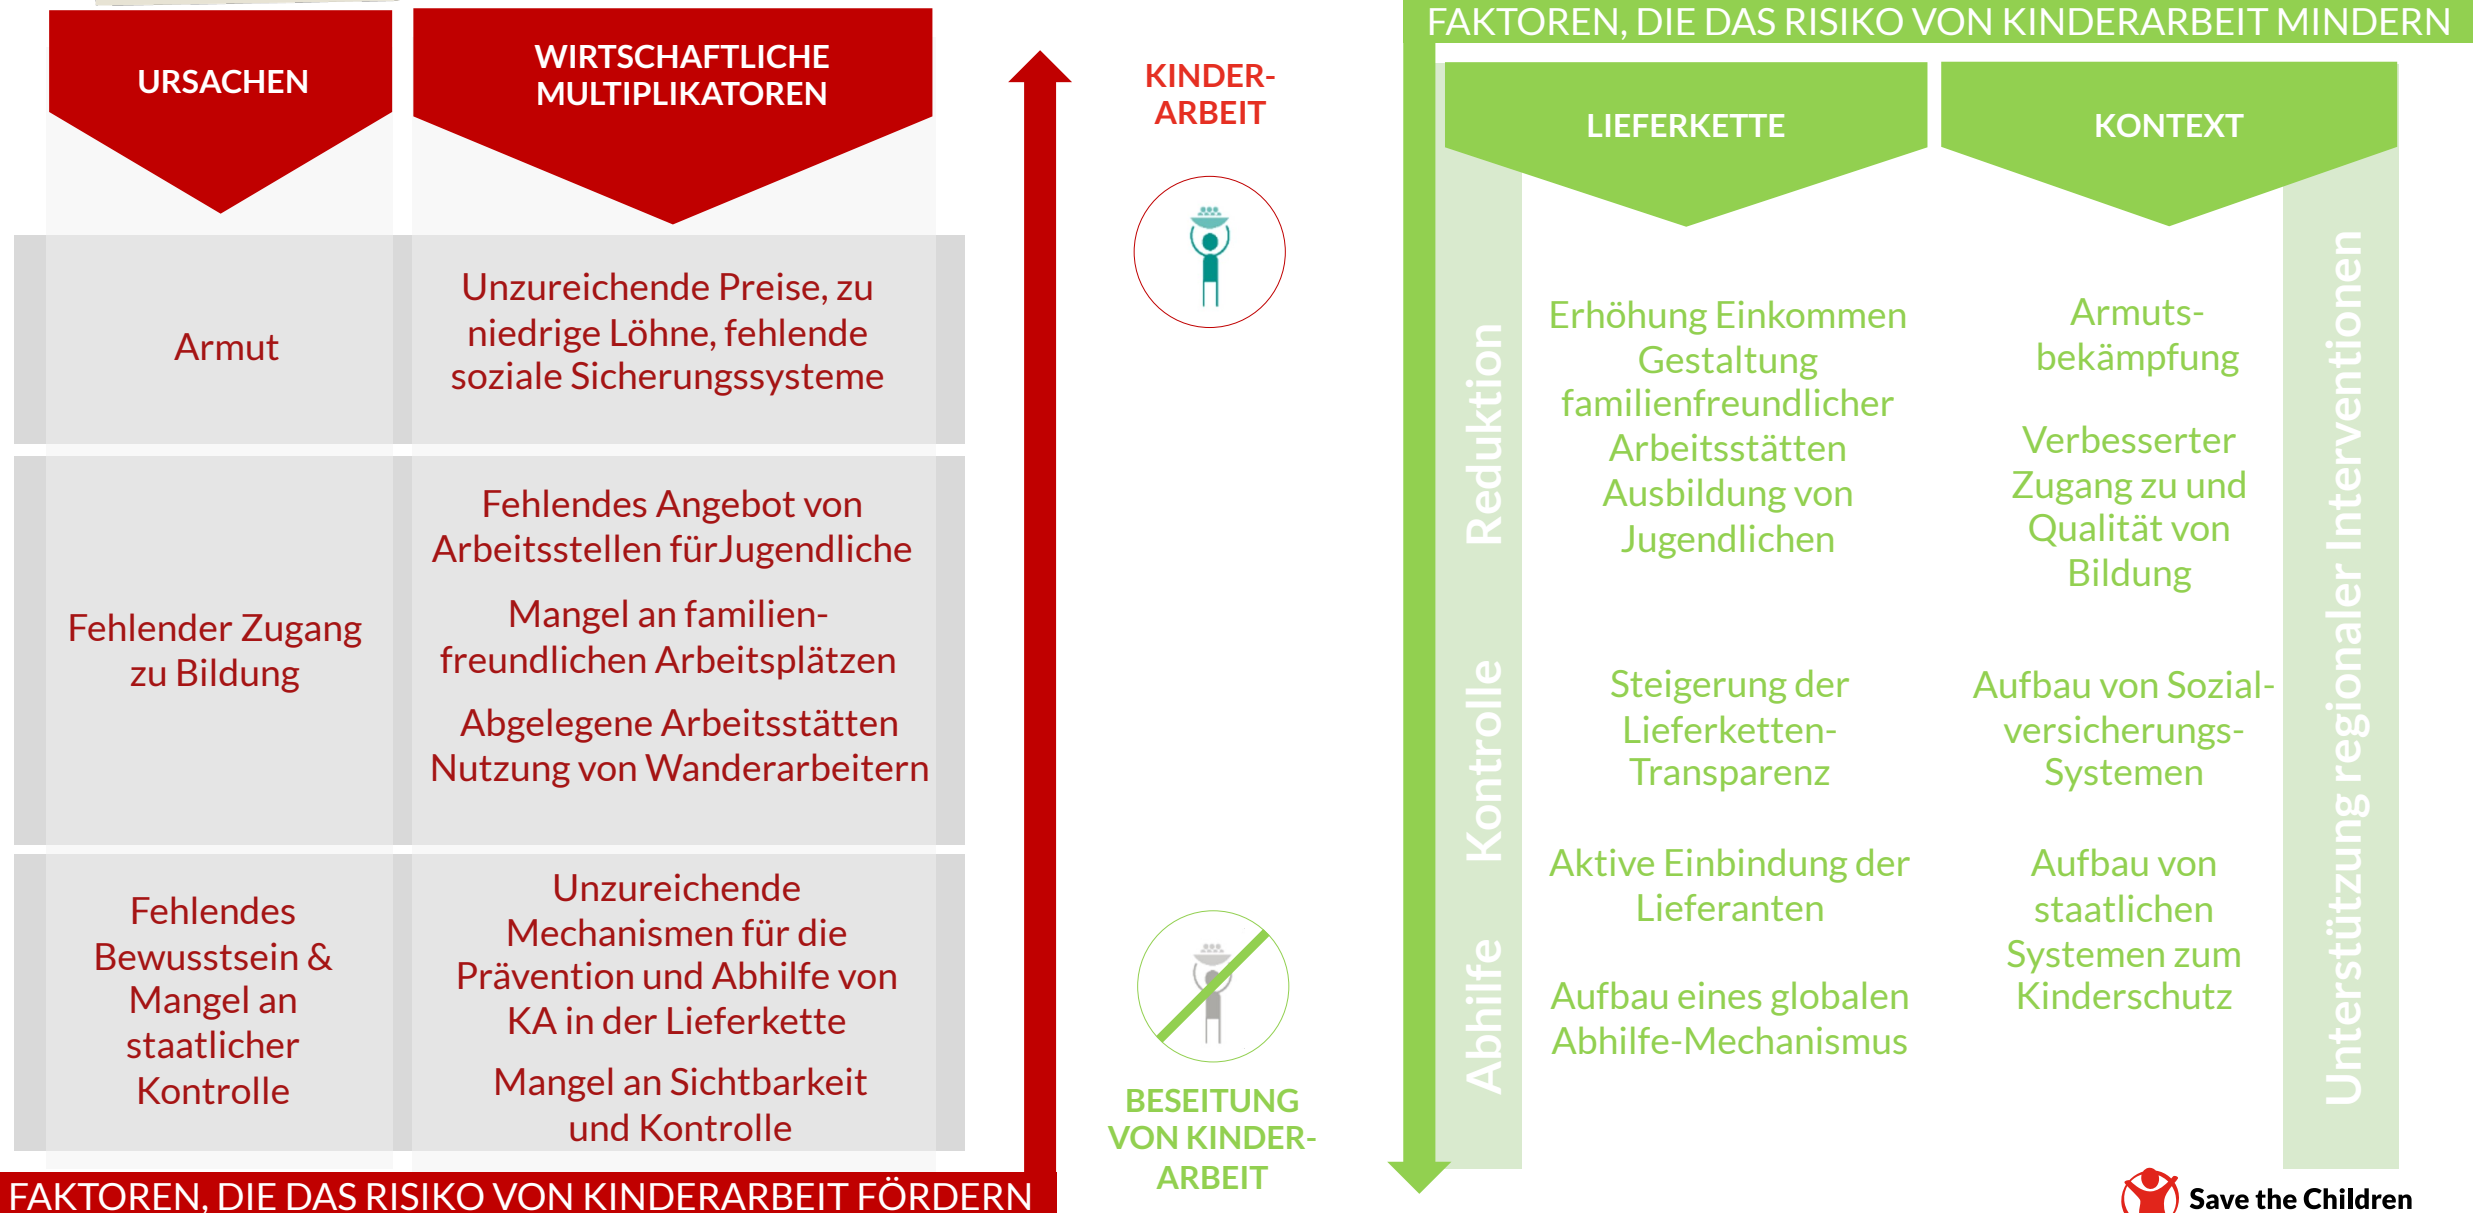 URSACHEN
WIRTSCHAFTLICHE
MULTIPLIKATOREN
Armut
Unzureichende Preise, zu
niedrige Löhne, fehlende
soziale Sicherungssysteme
Fehlender Zugang
zu Bildung
Fehlendes Angebot von
Arbeitsstellen fürJugendliche
Mangel an familien-
freundlichen Arbeitsplätzen
Abgelegene Arbeitsstätten
Nutzung von Wanderarbeitern
Fehlendes
Bewusstsein &
Mangel an
staatlicher
Kontrolle
Unzureichende
Mechanismen für die
Prävention und Abhilfe von
KA in der Lieferkette
Mangel an Sichtbarkeit
und Kontrolle
FAKTOREN, DIE DAS RISIKO VON KINDERARBEIT FÖRDERN
KINDER-
ARBEIT
BESEITUNG
VON KINDER-
ARBEIT
FAKTOREN, DIE DAS RISIKO VON KINDERARBEIT MINDERN
LIEFERKETTE
KONTEXT
Reduktion
Kontrolle
Abhilfe
Erhöhung Einkommen
Gestaltung
familienfreundlicher
Arbeitsstätten
Ausbildung von
Jugendlichen
Steigerung der
Lieferketten-
Transparenz
Aktive Einbindung der
Lieferanten
Aufbau eines globalen
Abhilfe-Mechanismus
Armuts-
bekämpfung
Verbesserter
Zugang zu und
Qualität von
Bildung
Aufbau von Sozial-
versicherungs-
Systemen
Aufbau von
staatlichen
Systemen zum
Kinderschutz
Unterstützung regionaler Interventionen
Save the Children